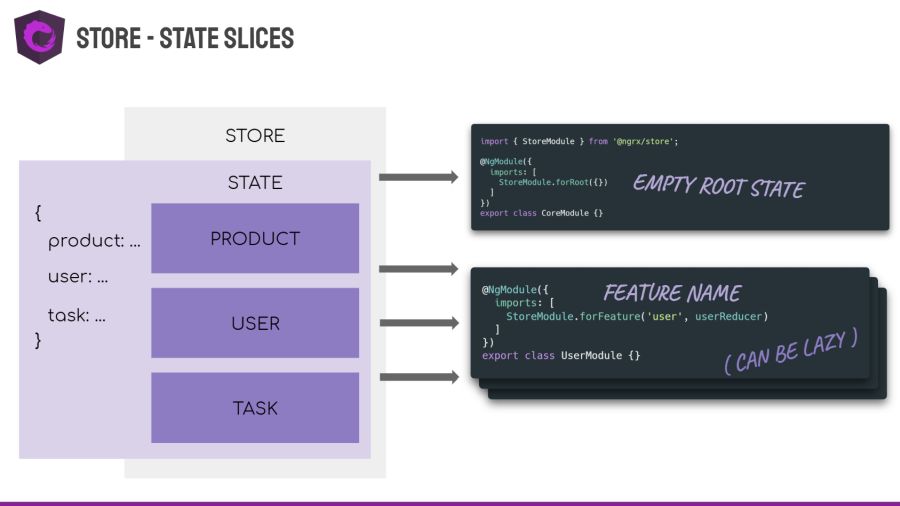 STORE - STATE SLICES
STORE
STATE
{
product: ...
user: ...
task: ...
}
PRODUCT
USER
TASK
import { StoreModule } from '@ngrx/store';
@NgModule({
  imports: [
    StoreModule.forRoot({})
  ]
})
export class CoreModule {}
EMPTY ROOT STATE
@NgModule({
  imports: [
    StoreModule.forFeature('user', userReducer)
  ]
})
export class UserModule {}
FEATURE NAME
( CAN BE LAZY )